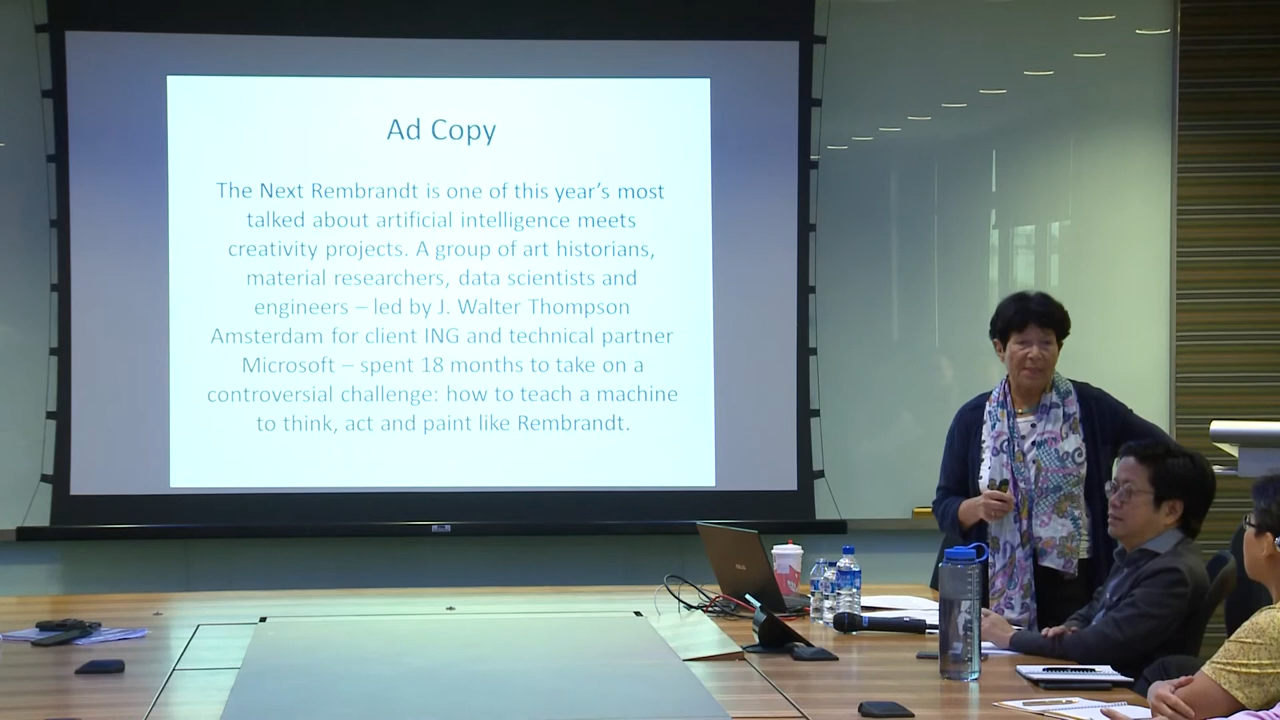 Ad Copy
The Next Rembrandt is one of this year's most
talked about artificial intelligence meets
creativity projects. A group of art historians,
material researchers, data scientists and
engineers – led by J. Walter Thompson
Amsterdam for client ING and technical partner
Microsoft – spent 18 months to take on a
controversial challenge: how to teach a machine
to think, act and paint like Rembrandt.